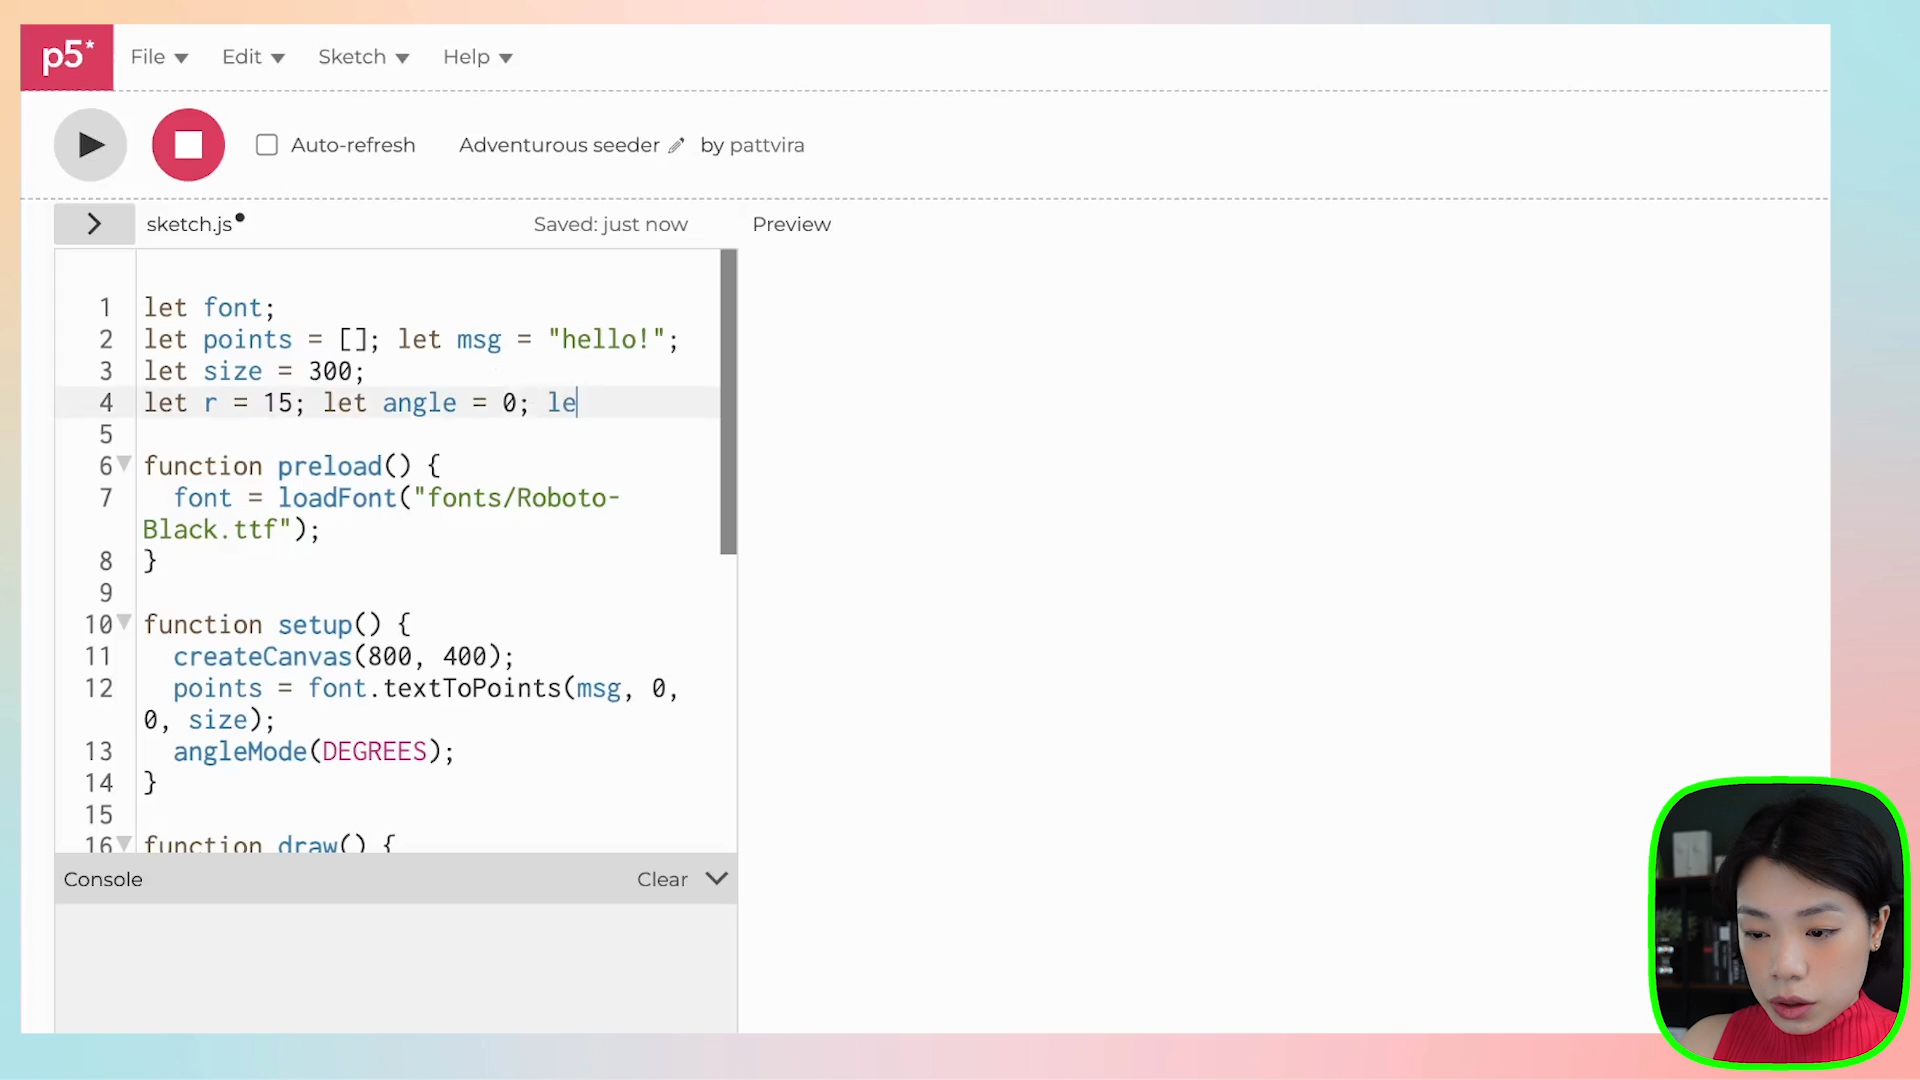 p5* File Edit Sketch Help
Auto-refresh Adventurous seeder by pattvira
sketch.js Saved: just now Preview
1 let font;
2 let points = []; let msg = "hello!";
3 let size = 300;
4 let r = 15; let angle = 0; le
5
6 function preload() {
7 font = loadFont("fonts/Roboto-
Black.ttf");
8 }
9
10 function setup() {
11 createCanvas(800, 400);
12 points = font.textToPoints(msg, 0,
0, size);
13 angleMode(DEGREES);
14 }
15
16 function draw() {
Console Clear